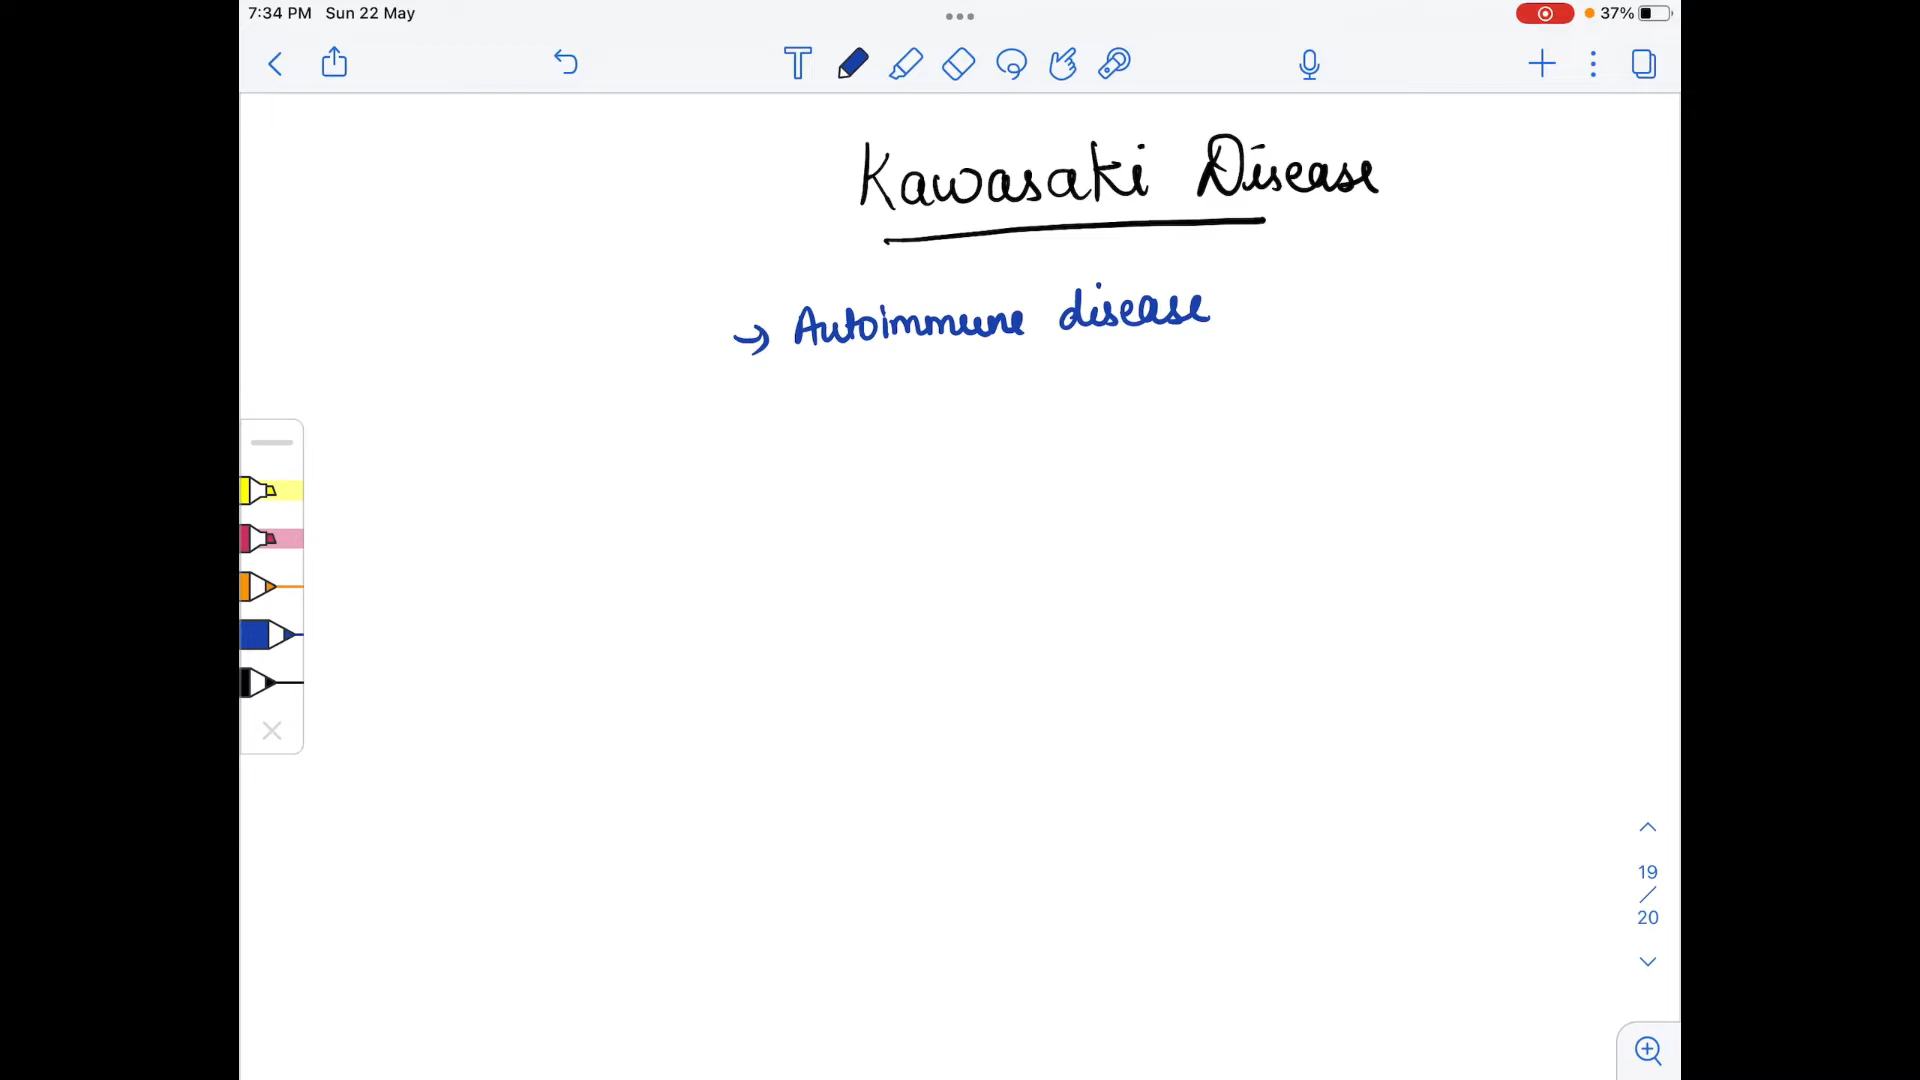 7:34 PM Sun 22 May
37%
Kawasaki Disease
→ Autoimmune disease
19
/
20